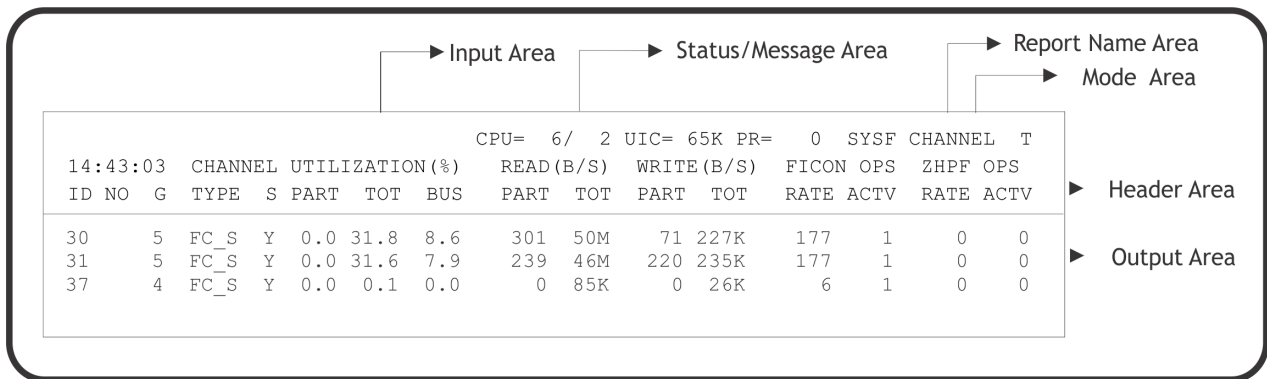 Input Area
Status/Message Area
Report Name Area
Mode Area
CPU= 6/ 2 UIC= 65K PR= 0 SYSF CHANNEL T
14:43:03 CHANNEL UTILIZATION(%) READ(B/S) WRITE(B/S) FICON OPS ZHPF OPS
ID NO G TYPE S PART TOT BUS PART TOT PART TOT RATE ACTV RATE ACTV
Header Area
30 5 FC_S Y 0.0 31.8 8.6 301 50M 71 227K 177 1 0 0
31 5 FC_S Y 0.0 31.6 7.9 239 46M 220 235K 177 1 0 0
Output Area
37 4 FC_S Y 0.0 0.1 0.0 0 85K 0 26K 6 1 0 0